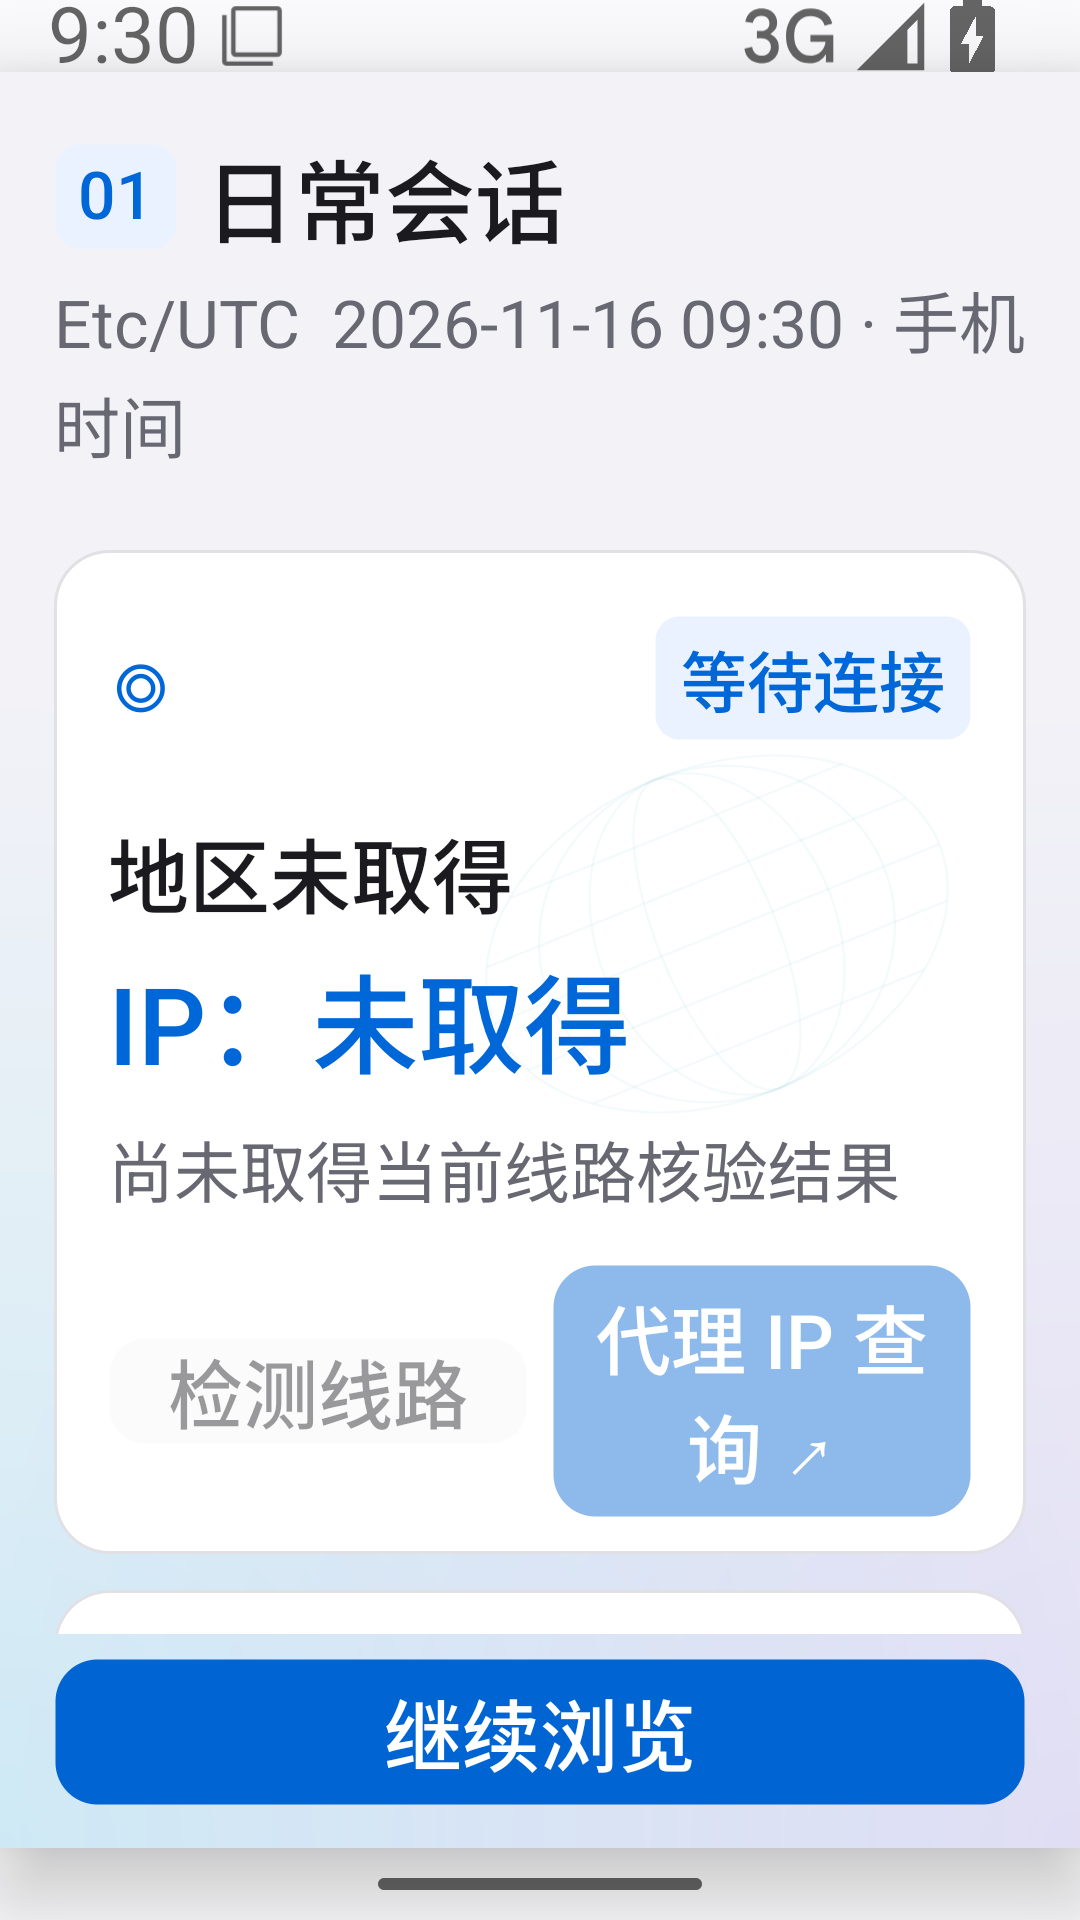 9:30 3G
01 日常会话
Etc/UTC 2026-11-16 09:30 · 手机
时间
等待连接
地区未取得
IP：未取得
尚未取得当前线路核验结果
检测线路
代理 IP 查
询 ↗
继续浏览